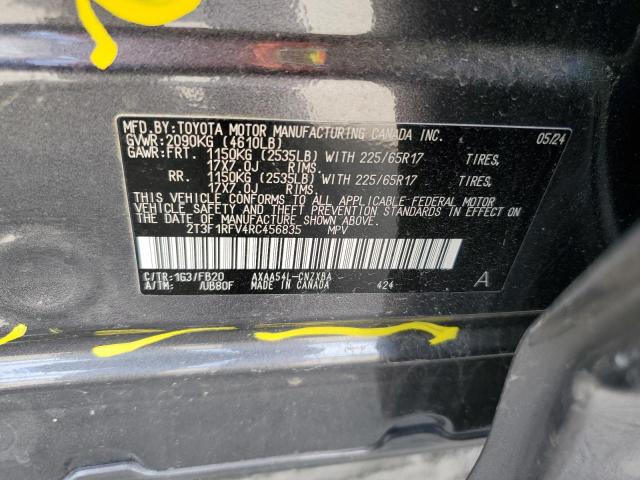 MFD.BY:TOYOTA MOTOR MANUFACTURING CANADA INC. 05/24
GVWR:2090KG (4610LB)
GAWR:FRT. 1150KG (2535LB) WITH 225/65R17 TIRES,
17X7.0J RIMS.
RR. 1150KG (2535LB) WITH 225/65R17 TIRES,
17X7.0J RIMS.
THIS VEHICLE CONFORMS TO ALL APPLICABLE FEDERAL MOTOR
VEHICLE SAFETY AND THEFT PREVENTION STANDARDS IN EFFECT
ON THE DATE OF MANUFACTURE SHOWN ABOVE.
2T3F1RFV4RC456835 MPV
C/TR:1G3/FB20 AXAA54L-CNZXBA A
A/TM: /UB80F MADE IN CANADA 424